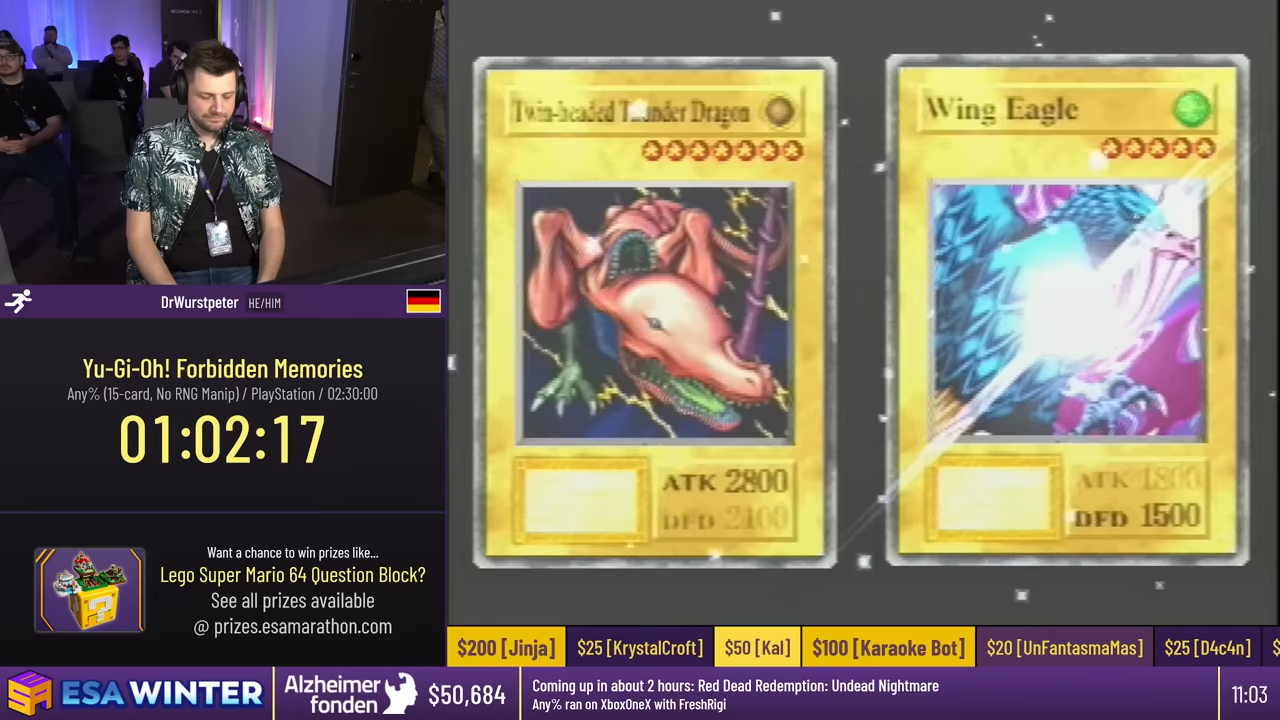 DrWurstpeter HE/HIM
Yu-Gi-Oh! Forbidden Memories
Any% (15-card, No RNG Manip) / PlayStation / 02:30:00
01:02:17
Want a chance to win prizes like...
Lego Super Mario 64 Question Block?
See all prizes available
@ prizes.esamarathon.com
Twin-headed Thunder Dragon
ATK 2800
DFD 2100
Wing Eagle
ATK 1800
DFD 1500
$200 [Jinja] $25 [KrystalCroft] $50 [Kal] $100 [Karaoke Bot] $20 [UnFantasmaMas] $25 [D4c4n] $
ESA WINTER
Alzheimer
fonden
$50,684
Coming up in about 2 hours: Red Dead Redemption: Undead Nightmare
Any% ran on XboxOneX with FreshRigi
11:03